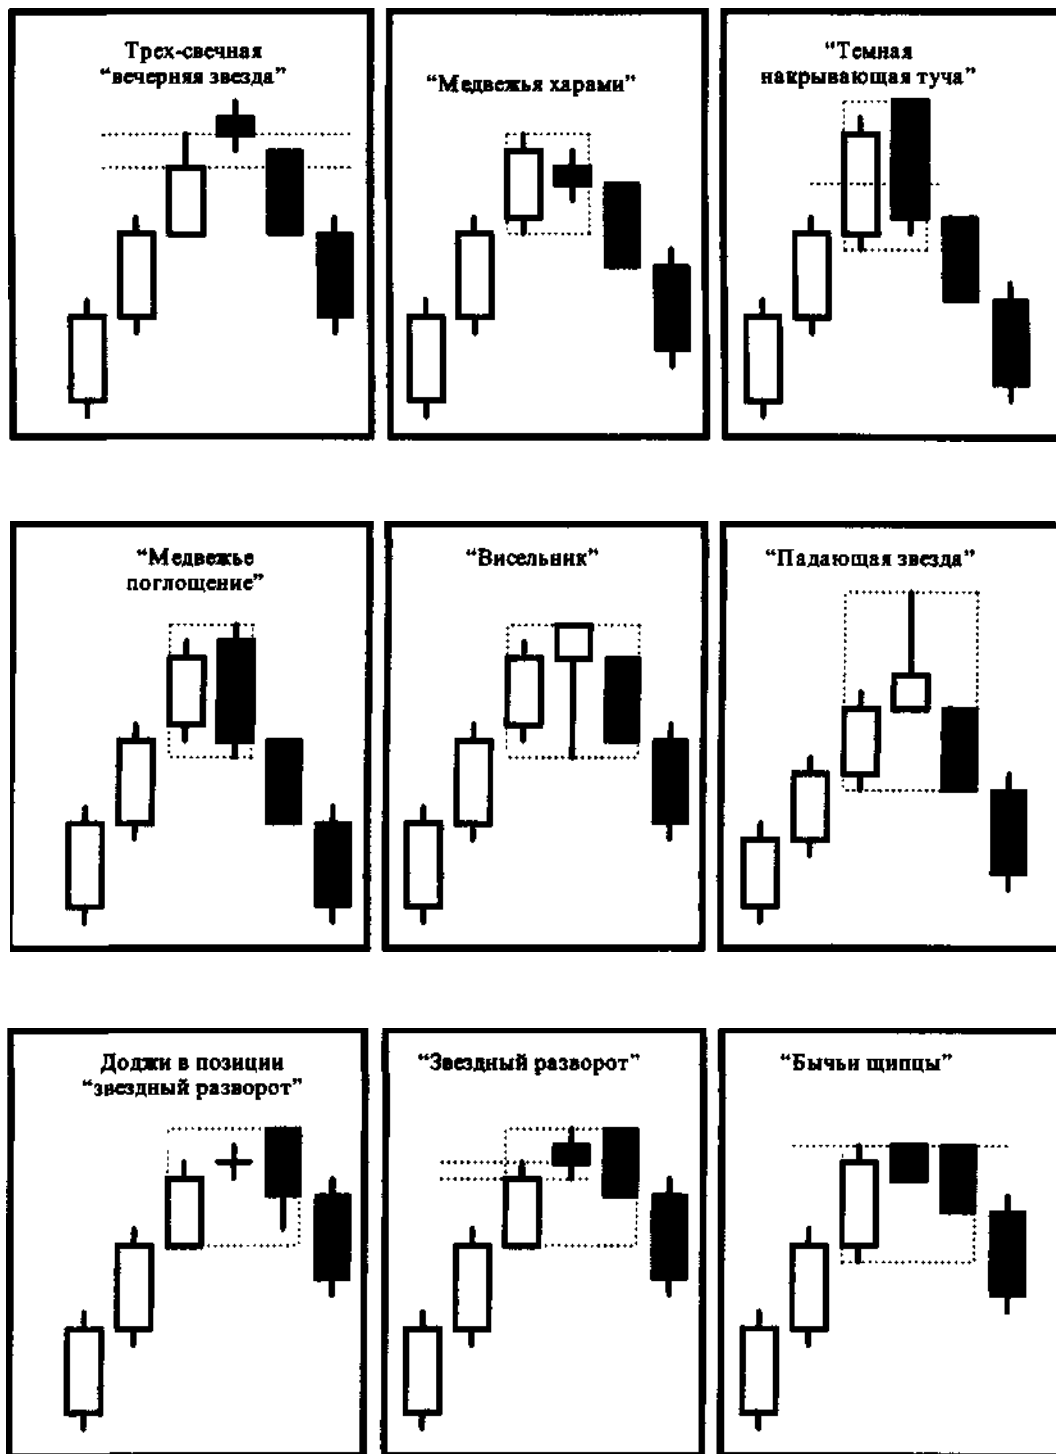 Трех-свечная
“вечерняя звезда”
“Медвежья харами”
“Темная
накрывающая туча”
“Медвежье
поглощение”
“Висельник”
“Падающая звезда”
Доджи в позиции
“звездный разворот”
“Звездный разворот”
“Бычьи щипцы”